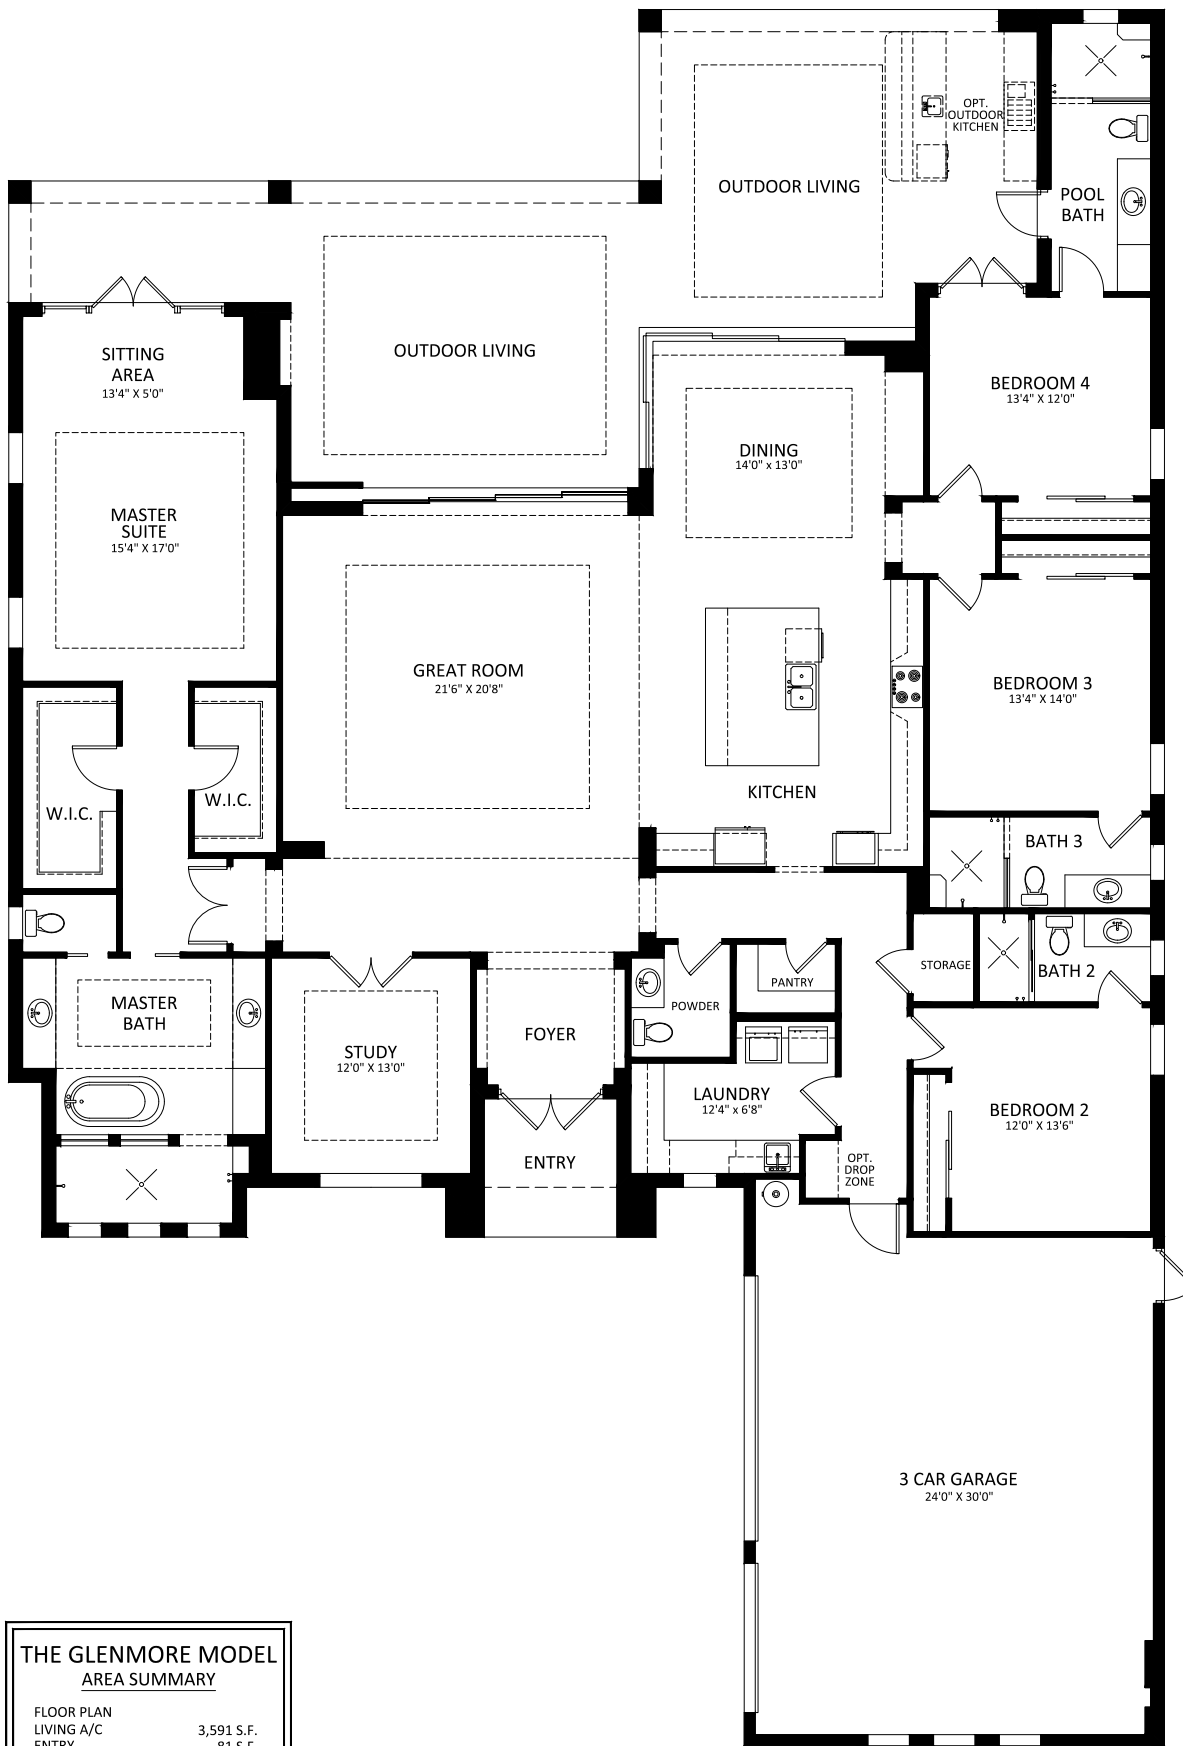 OPT.
OUTDOOR
KITCHEN
OUTDOOR LIVING
POOL
BATH
OUTDOOR LIVING
SITTING
AREA
13'4" X 5'0"
BEDROOM 4
13'4" X 12'0"
DINING
14'0" x 13'0"
MASTER
SUITE
15'4" X 17'0"
GREAT ROOM
21'6" X 20'8"
BEDROOM 3
13'4" X 14'0"
KITCHEN
W.I.C.
W.I.C.
BATH 3
STORAGE
BATH 2
PANTRY
POWDER
MASTER
BATH
FOYER
STUDY
12'0" X 13'0"
LAUNDRY
12'4" x 6'8"
BEDROOM 2
12'0" X 13'6"
ENTRY
OPT.
DROP
ZONE
3 CAR GARAGE
24'0" X 30'0"
THE GLENMORE MODEL
AREA SUMMARY
FLOOR PLAN
LIVING A/C 3,591 S.F.
ENTRY 81 S.F.